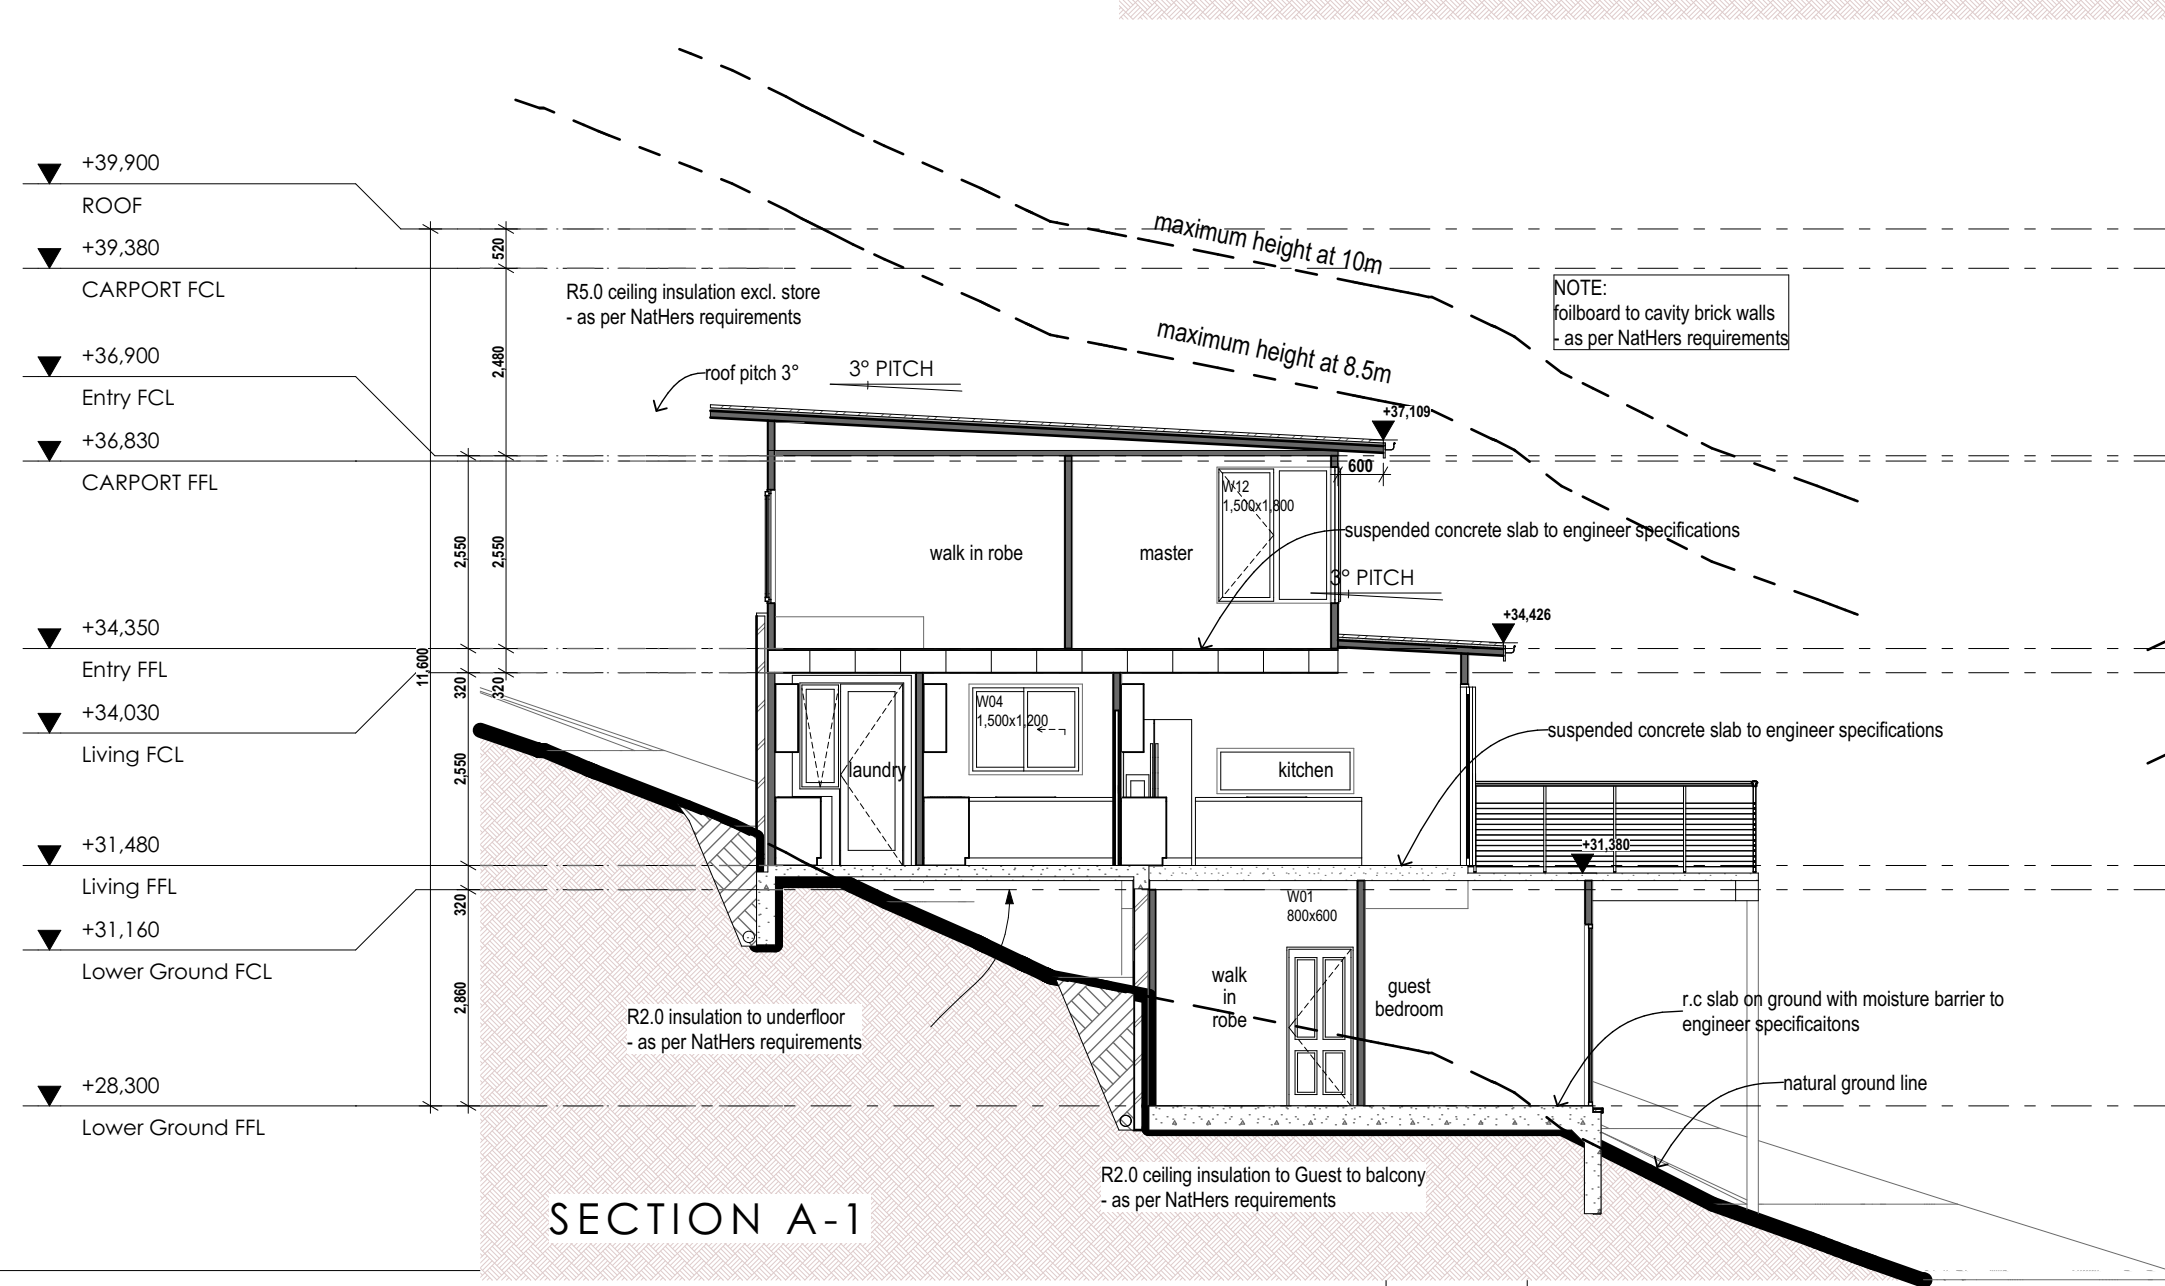 +39,900
ROOF
+39,380
CARPORT FCL
+36,900
Entry FCL
+36,830
CARPORT FFL
+34,350
Entry FFL
+34,030
Living FCL
+31,480
Living FFL
+31,160
Lower Ground FCL
+28,300
Lower Ground FFL
11,600
520
2,480
2,550
2,550
320
320
2,550
320
2,860
maximum height at 10m
maximum height at 8.5m
R5.0 ceiling insulation excl. store
- as per NatHers requirements
NOTE:
foilboard to cavity brick walls
- as per NatHers requirements
roof pitch 3°
3° PITCH
+37,109
600
W12
1,500x1,800
suspended concrete slab to engineer specifications
walk in robe
master
3° PITCH
+34,426
W04
1,500x1,200
suspended concrete slab to engineer specifications
laundry
kitchen
+31,380
W01
800x600
walk
in
robe
guest
bedroom
r.c slab on ground with moisture barrier to
engineer specificaitons
R2.0 insulation to underfloor
- as per NatHers requirements
natural ground line
R2.0 ceiling insulation to Guest to balcony
- as per NatHers requirements
SECTION A-1